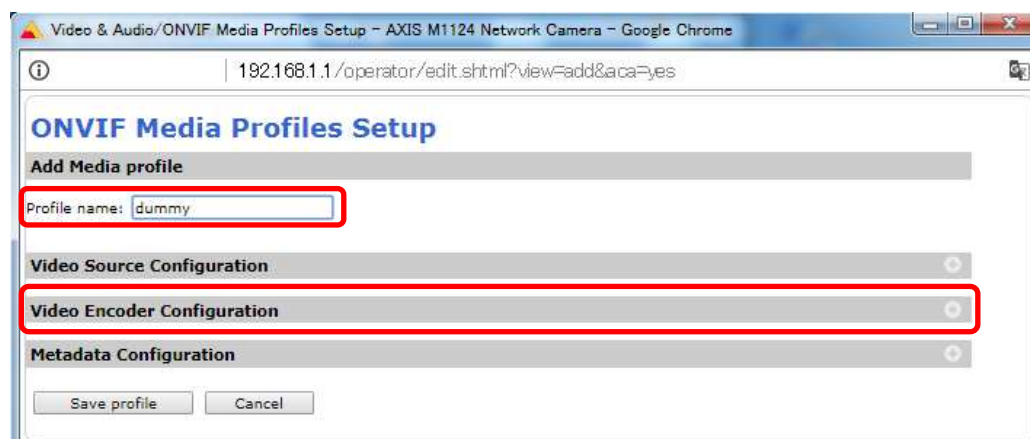 Video & Audio/ONVIF Media Profiles Setup - AXIS M1124 Network Camera - Google Chrome
192.168.1.1/operator/edit.shtml?view=add&aca=yes
ONVIF Media Profiles Setup
Add Media profile
Profile name: dummy
Video Source Configuration
Video Encoder Configuration
Metadata Configuration
Save profile Cancel